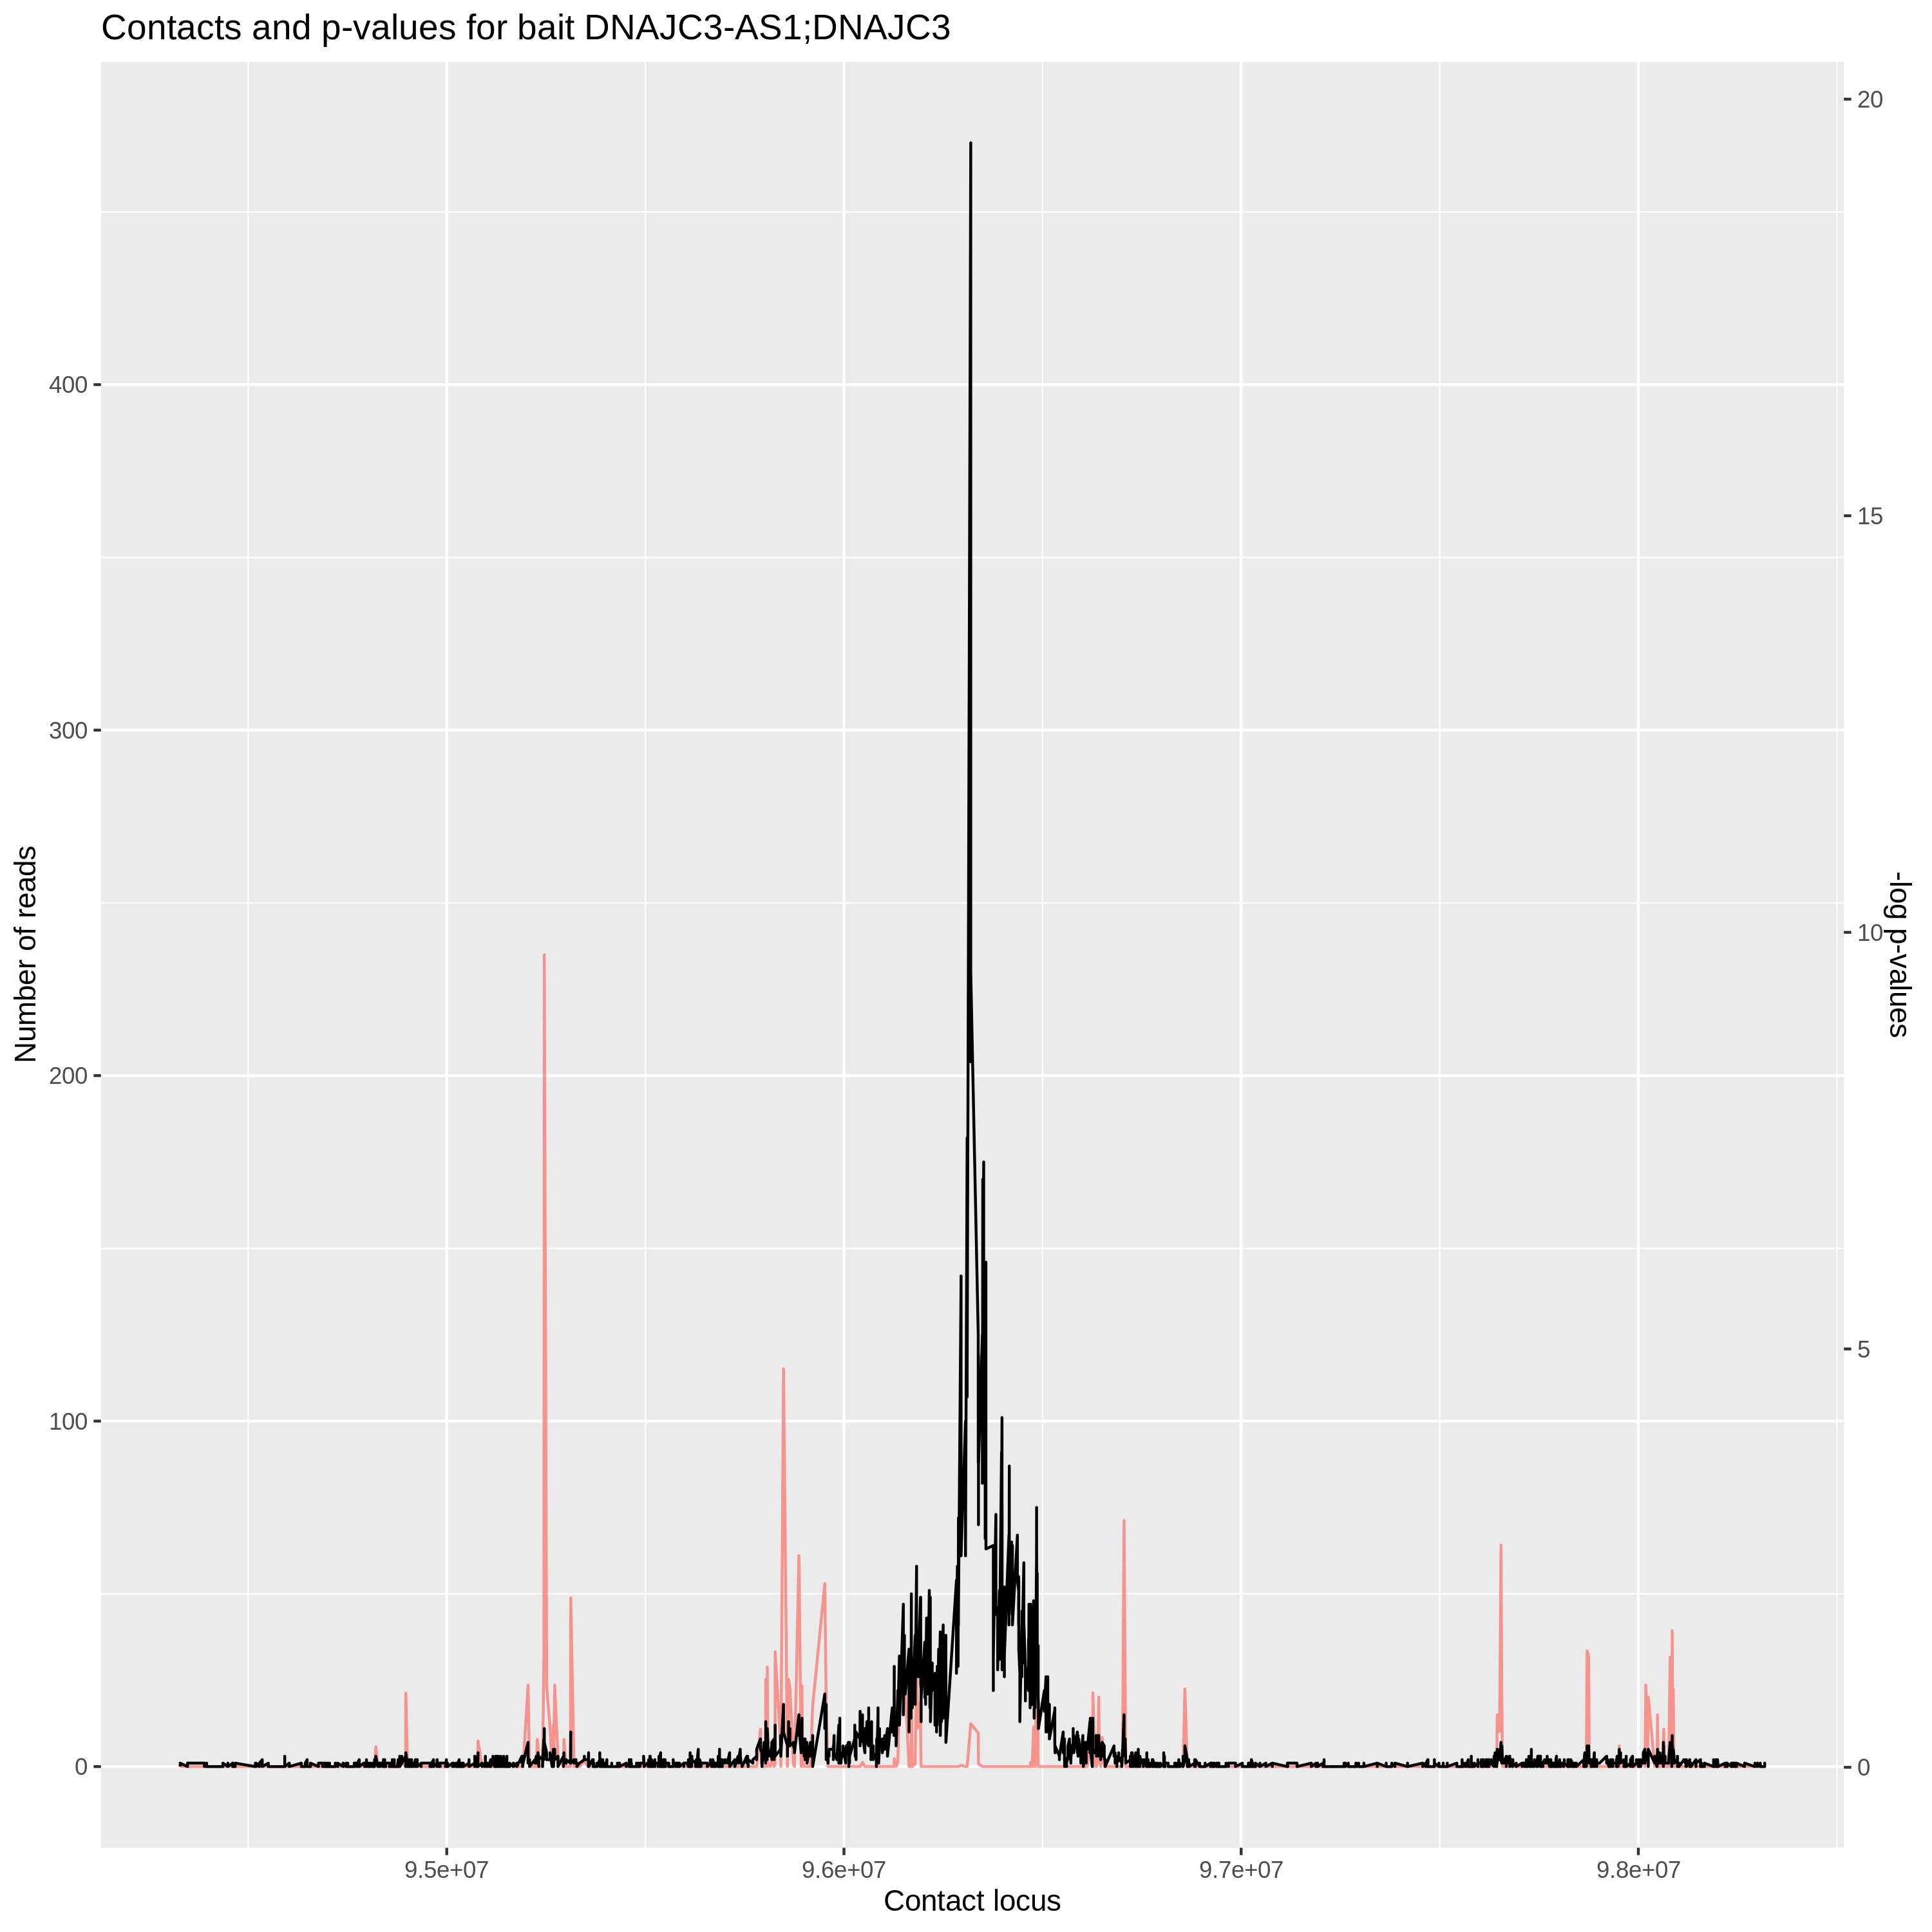 Contacts and p-values for bait DNAJC3-AS1;DNAJC3
Number of reads
400
300
200
100
0
20
15
10
5
0
-log p-values
9.5e+07
9.6e+07
9.7e+07
9.8e+07
Contact locus